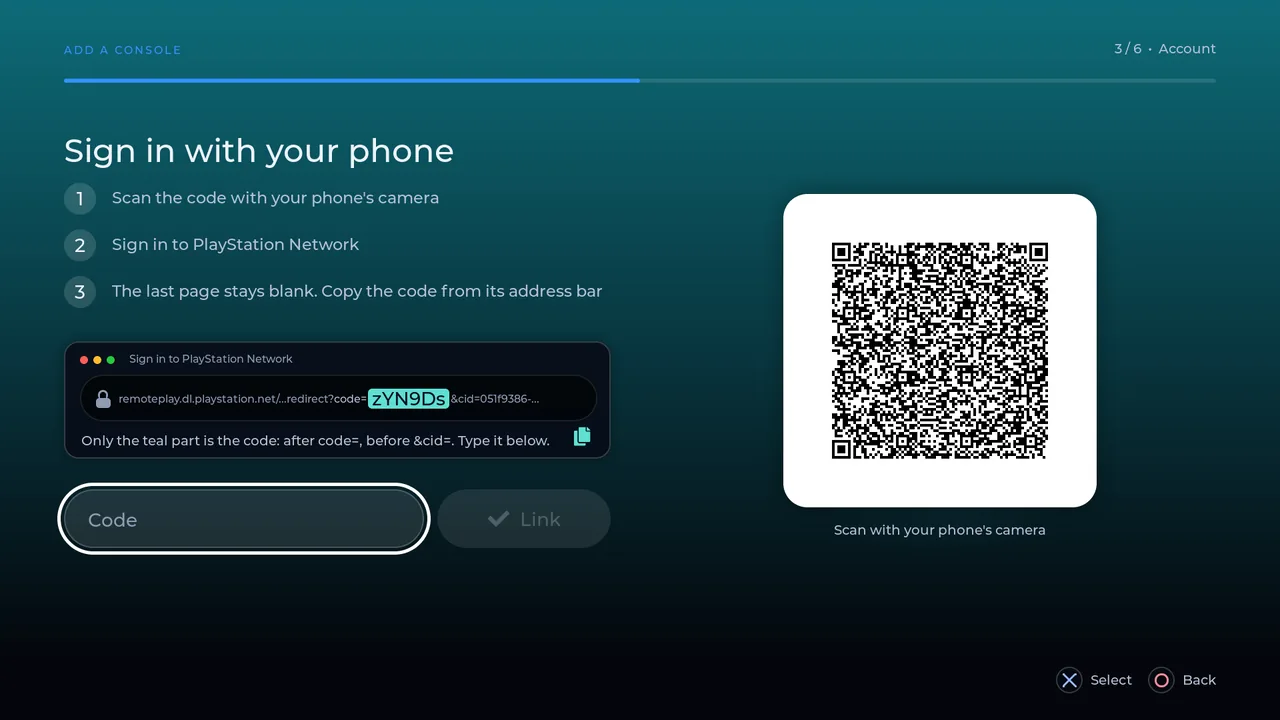 ADD A CONSOLE
3 / 6 • Account
Sign in with your phone
1 Scan the code with your phone's camera
2 Sign in to PlayStation Network
3 The last page stays blank. Copy the code from its address bar
Sign in to PlayStation Network
remoteplay.dl.playstation.net/...redirect?code=zYN9Ds&cid=051f9386-...
Only the teal part is the code: after code=, before &cid=. Type it below.
Code
Link
Scan with your phone's camera
Select
Back